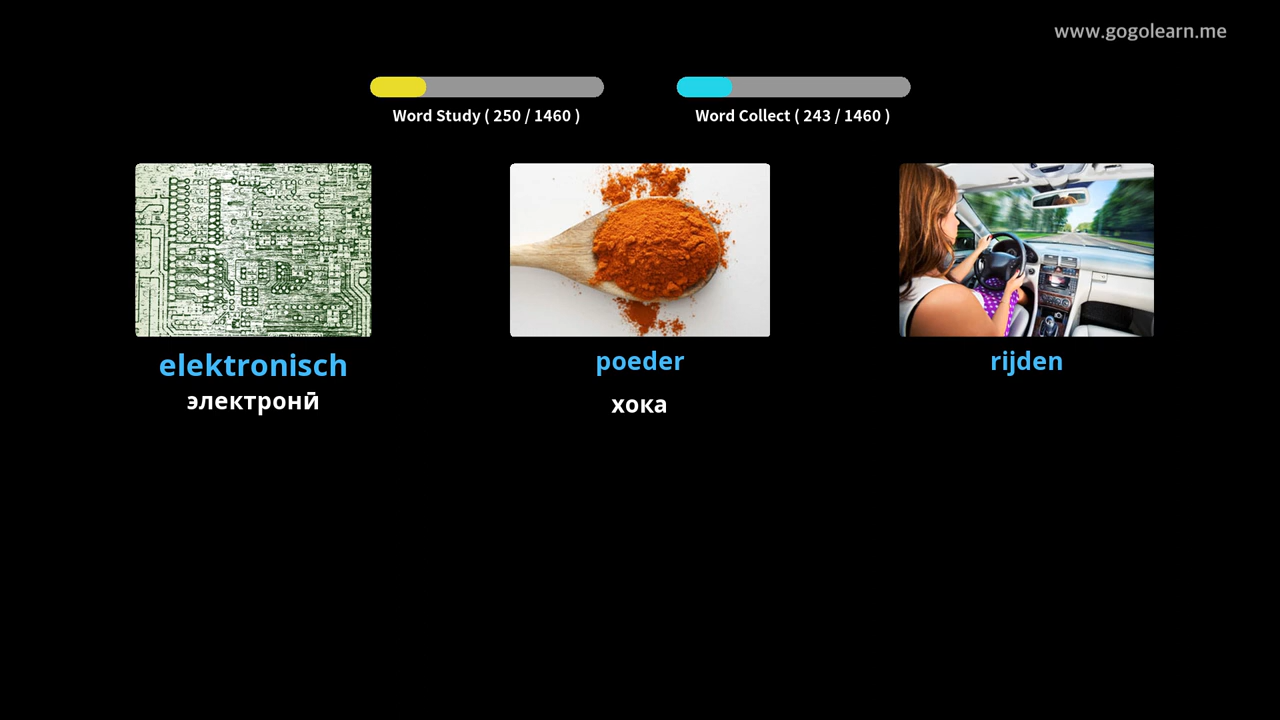 www.gogolearn.me
Word Study ( 250 / 1460 )
Word Collect ( 243 / 1460 )
elektronisch
poeder
rijden
электронӣ
хока